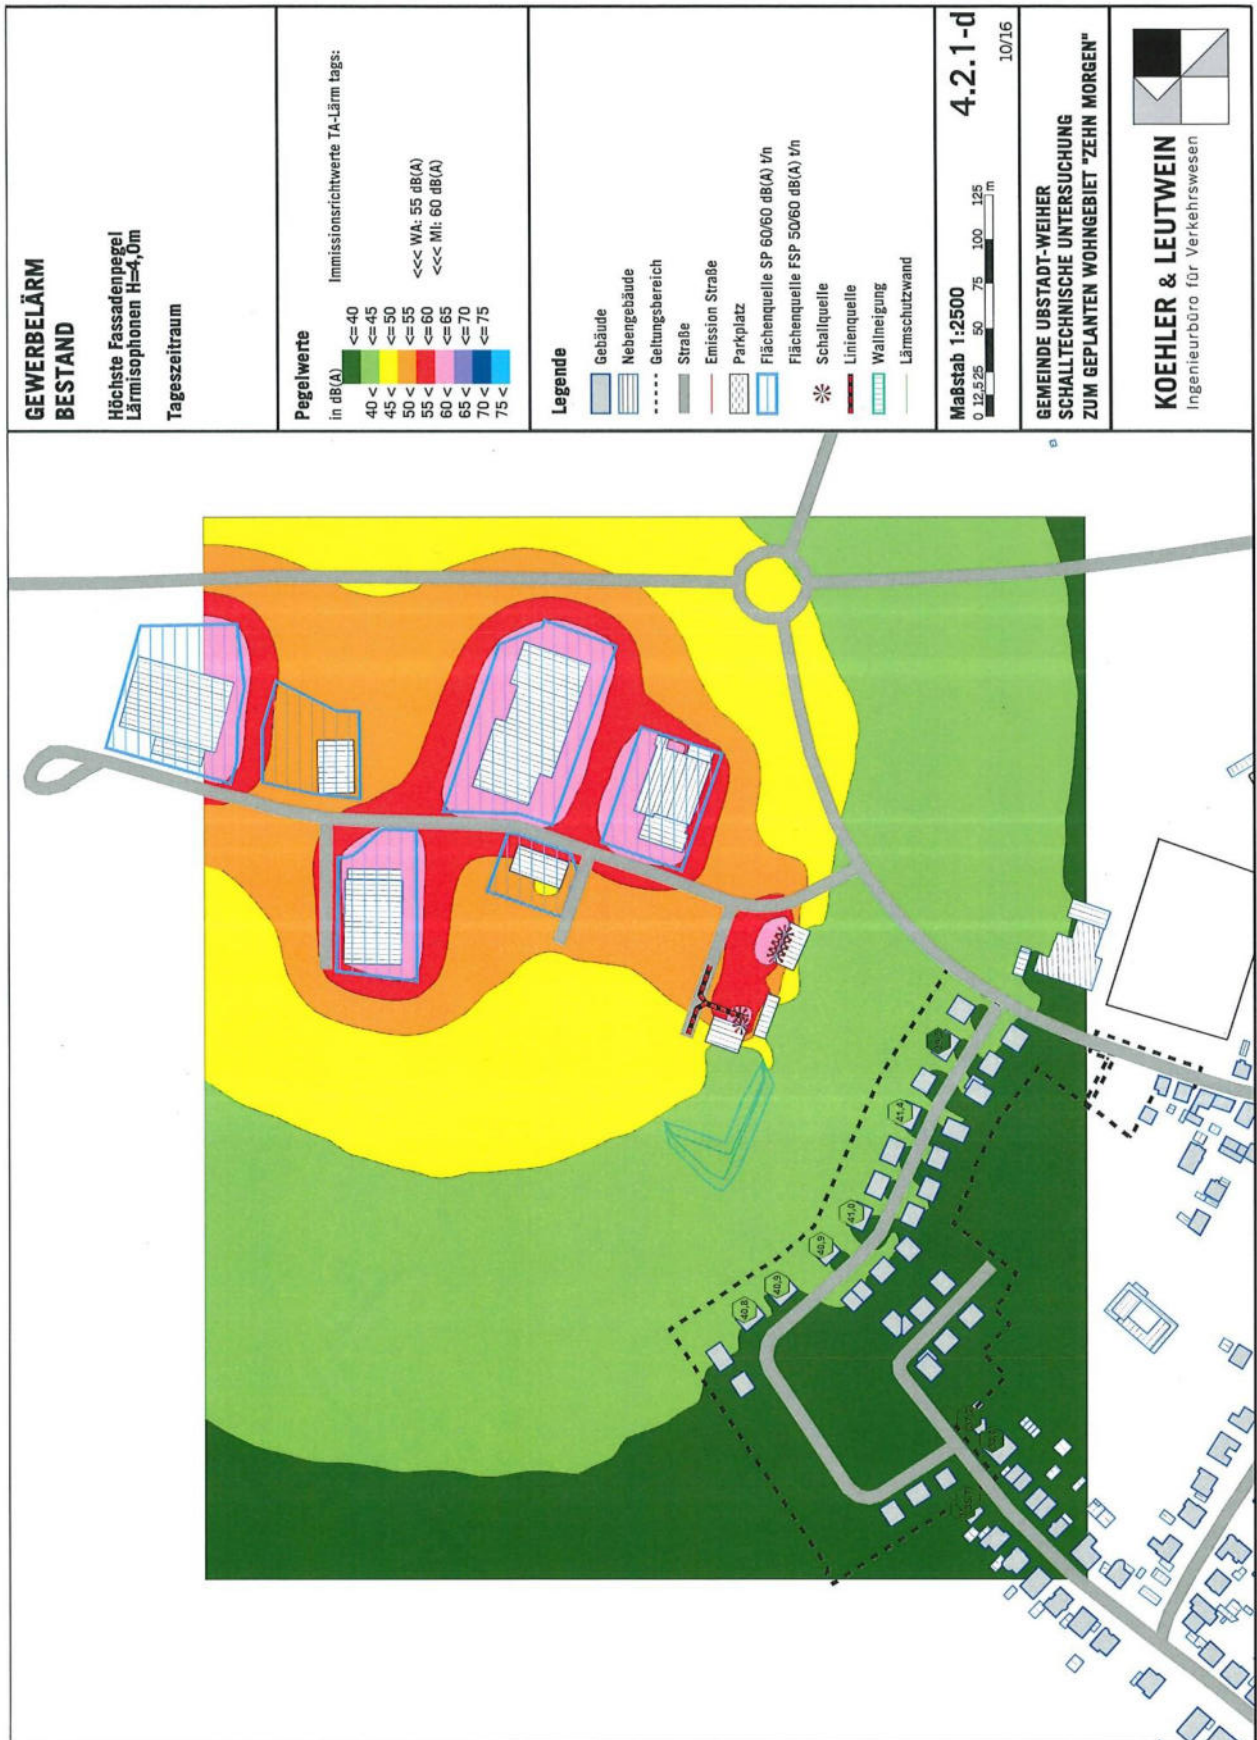 GEWERBELÄRM
BESTAND
Höchste Fassadenpegel
Lärmisophonen H=4,0m
Tageszeitraum
Pegelwerte
in dB(A)
Immissionsrichtwerte TA-Lärm tags:
<=40
40 < <=45
45 < <=50
50 < <=55 <<< WA: 55 dB(A)
55 < <=60 <<< MI: 60 dB(A)
60 < <=65
65 < <=70
70 < <=75
75 <
Legende
Gebäude
Nebengebäude
Geltungsbereich
Straße
Emission Straße
Parkplatz
Flächenquelle SP 60/60 dB(A) t/n
Flächenquelle FSP 50/60 dB(A) t/n
Schallquelle
Linienquelle
Wallneigung
Lärmschutzwand
Maßstab 1:2500
0 12,5 25 50 75 100 125
m
4.2.1-d
10/16
GEMEINDE UBSTADT-WEIHER
SCHALLTECHNISCHE UNTERSUCHUNG
ZUM GEPLANTEN WOHNGEBIET "ZEHN MORGEN"
KOEHLER & LEUTWEIN
Ingenieurbüro für Verkehrswesen
41,4
41,0
40,9
40,9
40,8